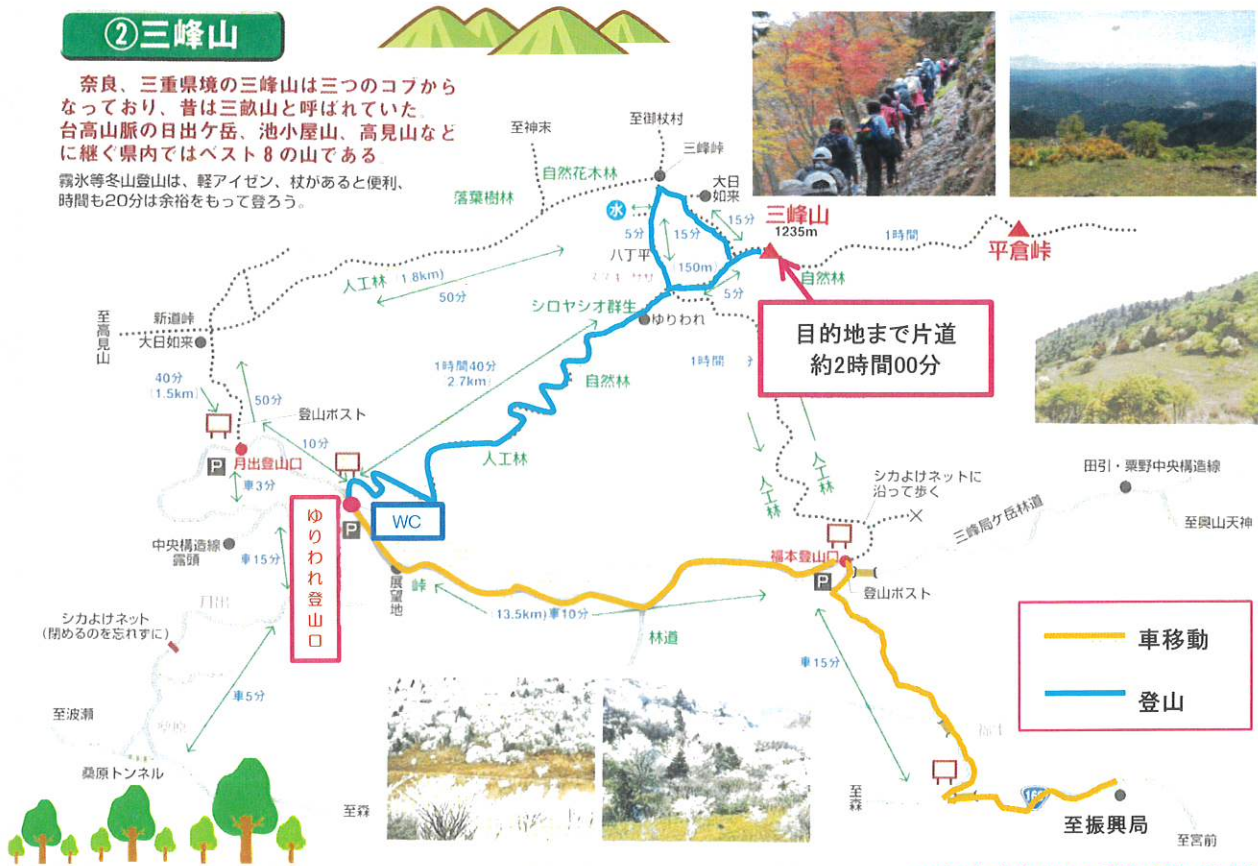 ②三峰山
奈良、三重県境の三峰山は三つのコブから
なっており、昔は三畝山と呼ばれていた
台高山脈の日出ケ岳、池小屋山、高見山など
に継ぐ県内ではベスト8の山である
霧氷等冬山登山は、軽アイゼン、杖があると便利、
時間も20分は余裕をもって登ろう。
至神末
至御杖村
三峰峠
自然花木林
落葉樹林
大日
如来
水
5分
15分
15分
三峰山
1235m
1時間
平倉峠
八丁平
(150m)
自然林
5分
人工林
(1.8km)
50分
シロヤシオ群生
ゆりわれ
目的地まで片道
約2時間00分
至高見山
新道峠
大日如来
1時間40分
(2.7km)
自然林
1時間
40分
(1.5km)
50分
登山ポスト
10分
人工林
人工林
人工林
P
月出登山口
車3分
ゆりわれ登山口
WC
P
シカよけネットに
沿って歩く
田引・粟野中央構造線
三峰局ケ岳林道
至興山天神
中央構造線
露頭
車15分
展望地
峠
(13.5km)車10分
林道
福本登山口
P
登山ポスト
月出
シカよけネット
(閉めるのを忘れずに)
車5分
車15分
車移動
登山
至波瀬
桑原トンネル
至森
至森
至振興局
至宮前